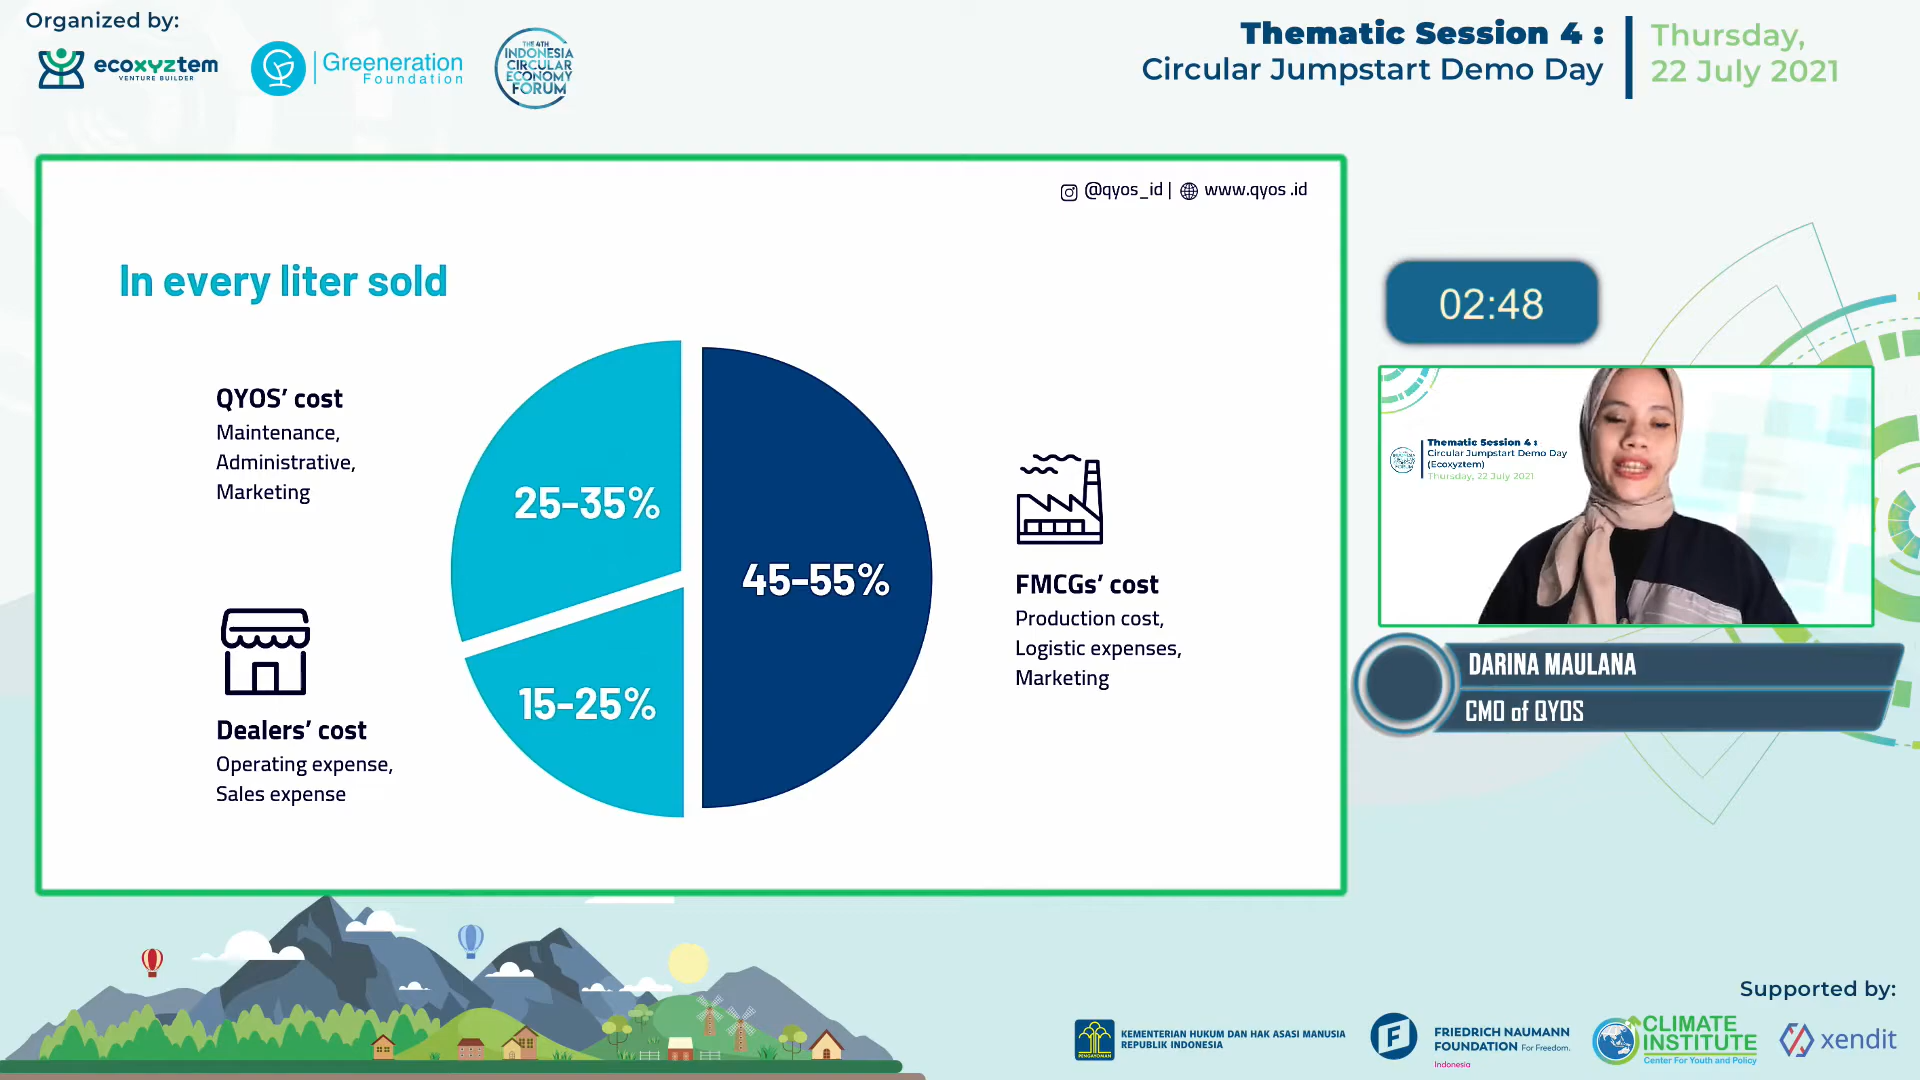 Organized by:
ecoxyztem
VENTURE BUILDER
Greeneration
Foundation
THE 4TH
INDONESIA
CIRCULAR
ECONOMY
FORUM
Thematic Session 4 :
Circular Jumpstart Demo Day
Thursday,
22 July 2021
@qyos_id | www.qyos .id
In every liter sold
QYOS’ cost
Maintenance,
Administrative,
Marketing
25-35%
45-55%
15-25%
Dealers’ cost
Operating expense,
Sales expense
FMCGs’ cost
Production cost,
Logistic expenses,
Marketing
02:48
Thematic Session 4 :
Circular Jumpstart Demo Day
(Ecoxyztem)
Thursday, 22 July 2021
DARINA MAULANA
CMO of QYOS
Supported by:
PENGAYOMAN
KEMENTERIAN HUKUM DAN HAK ASASI MANUSIA
REPUBLIK INDONESIA
FRIEDRICH NAUMANN
FOUNDATION For Freedom.
Indonesia
CLIMATE
INSTITUTE
Center For Youth and Policy
xendit